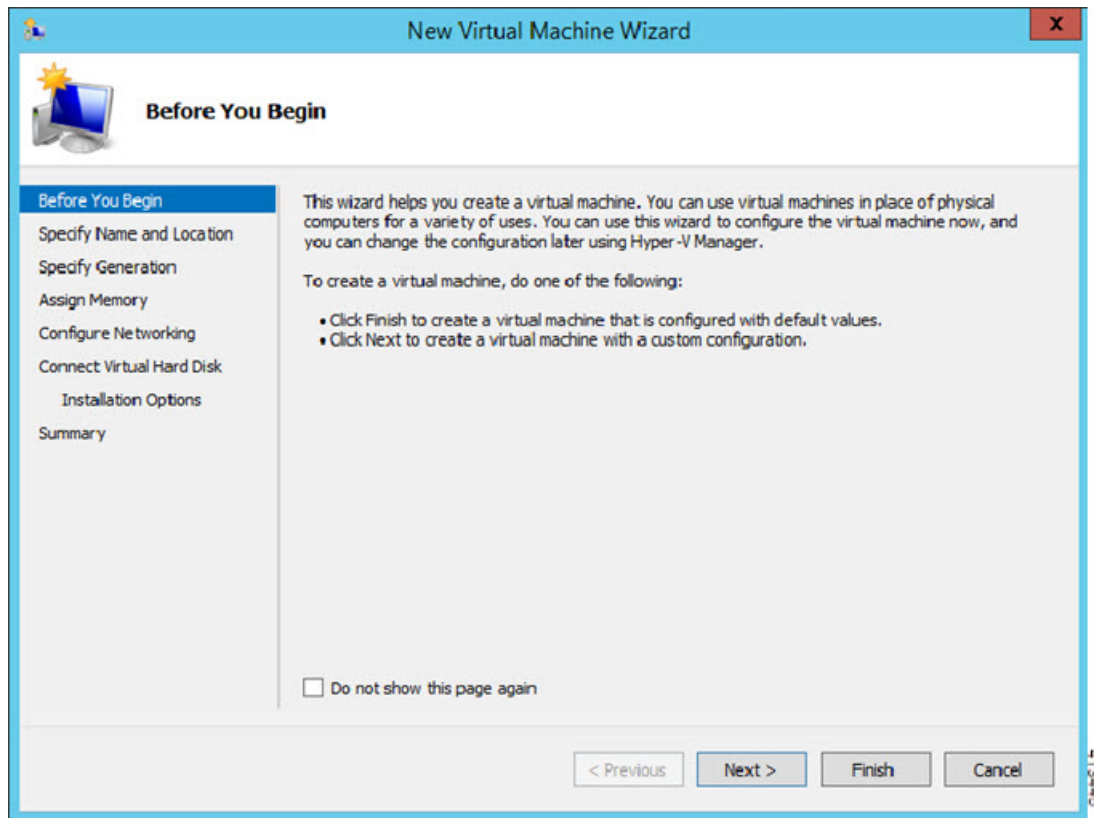 New Virtual Machine Wizard
X
Before You Begin
Before You Begin
Specify Name and Location
Specify Generation
Assign Memory
Configure Networking
Connect Virtual Hard Disk
Installation Options
Summary
This wizard helps you create a virtual machine. You can use virtual machines in place of physical
computers for a variety of uses. You can use this wizard to configure the virtual machine now, and
you can change the configuration later using Hyper-V Manager.
To create a virtual machine, do one of the following:
• Click Finish to create a virtual machine that is configured with default values.
• Click Next to create a virtual machine with a custom configuration.
Do not show this page again
< Previous
Next >
Finish
Cancel